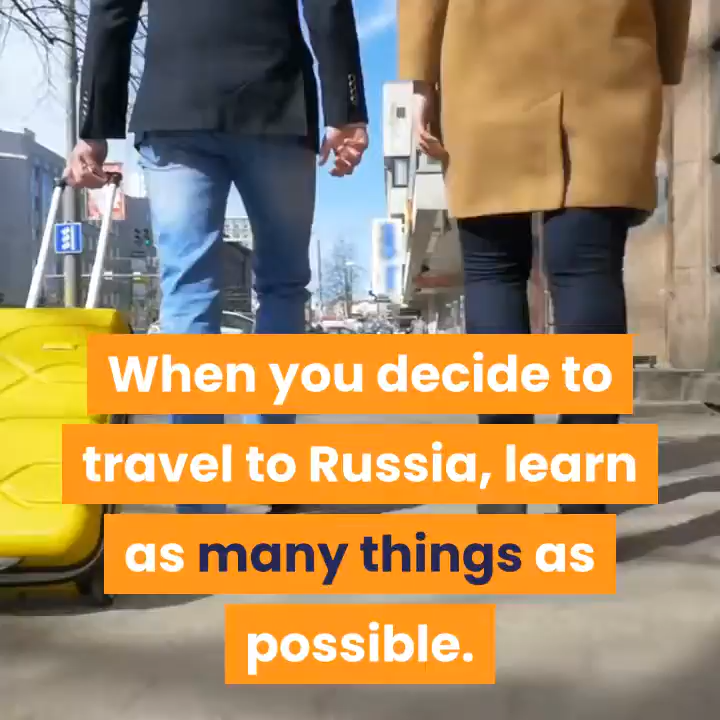 When you decide to
travel to Russia, learn
as many things as
possible.